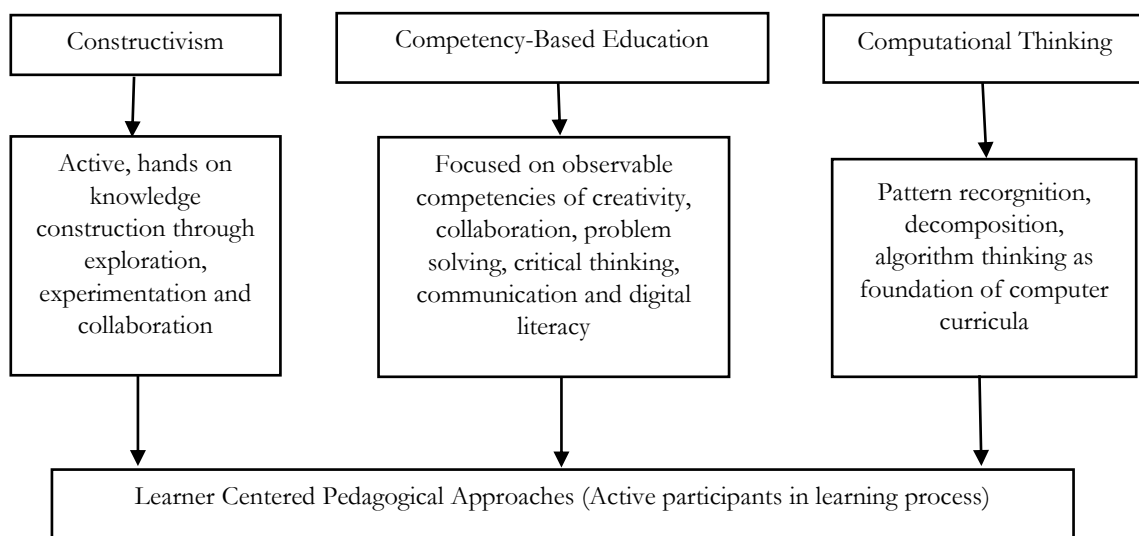 Constructivism
Competency-Based Education
Computational Thinking
Active, hands on
knowledge
construction through
exploration,
experimentation and
collaboration
Focused on observable
competencies of creativity,
collaboration, problem
solving, critical thinking,
communication and digital
literacy
Pattern recorgnition,
decomposition,
algorithm thinking as
foundation of computer
curricula
Learner Centered Pedagogical Approaches (Active participants in learning process)